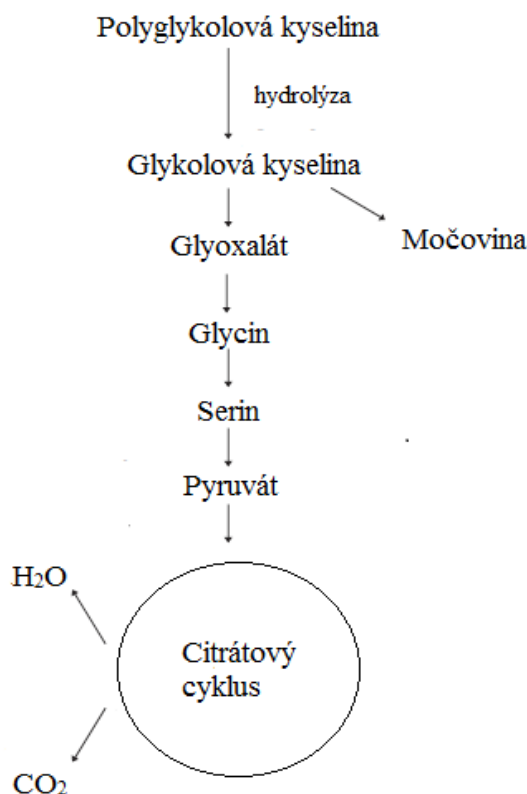 Polyglykolová kyselina
hydrolýza
Glykolová kyselina
Glyoxalát
Močovina
Glycin
Serin
Pyruvát
H₂O
Citrátový
cyklus
CO₂